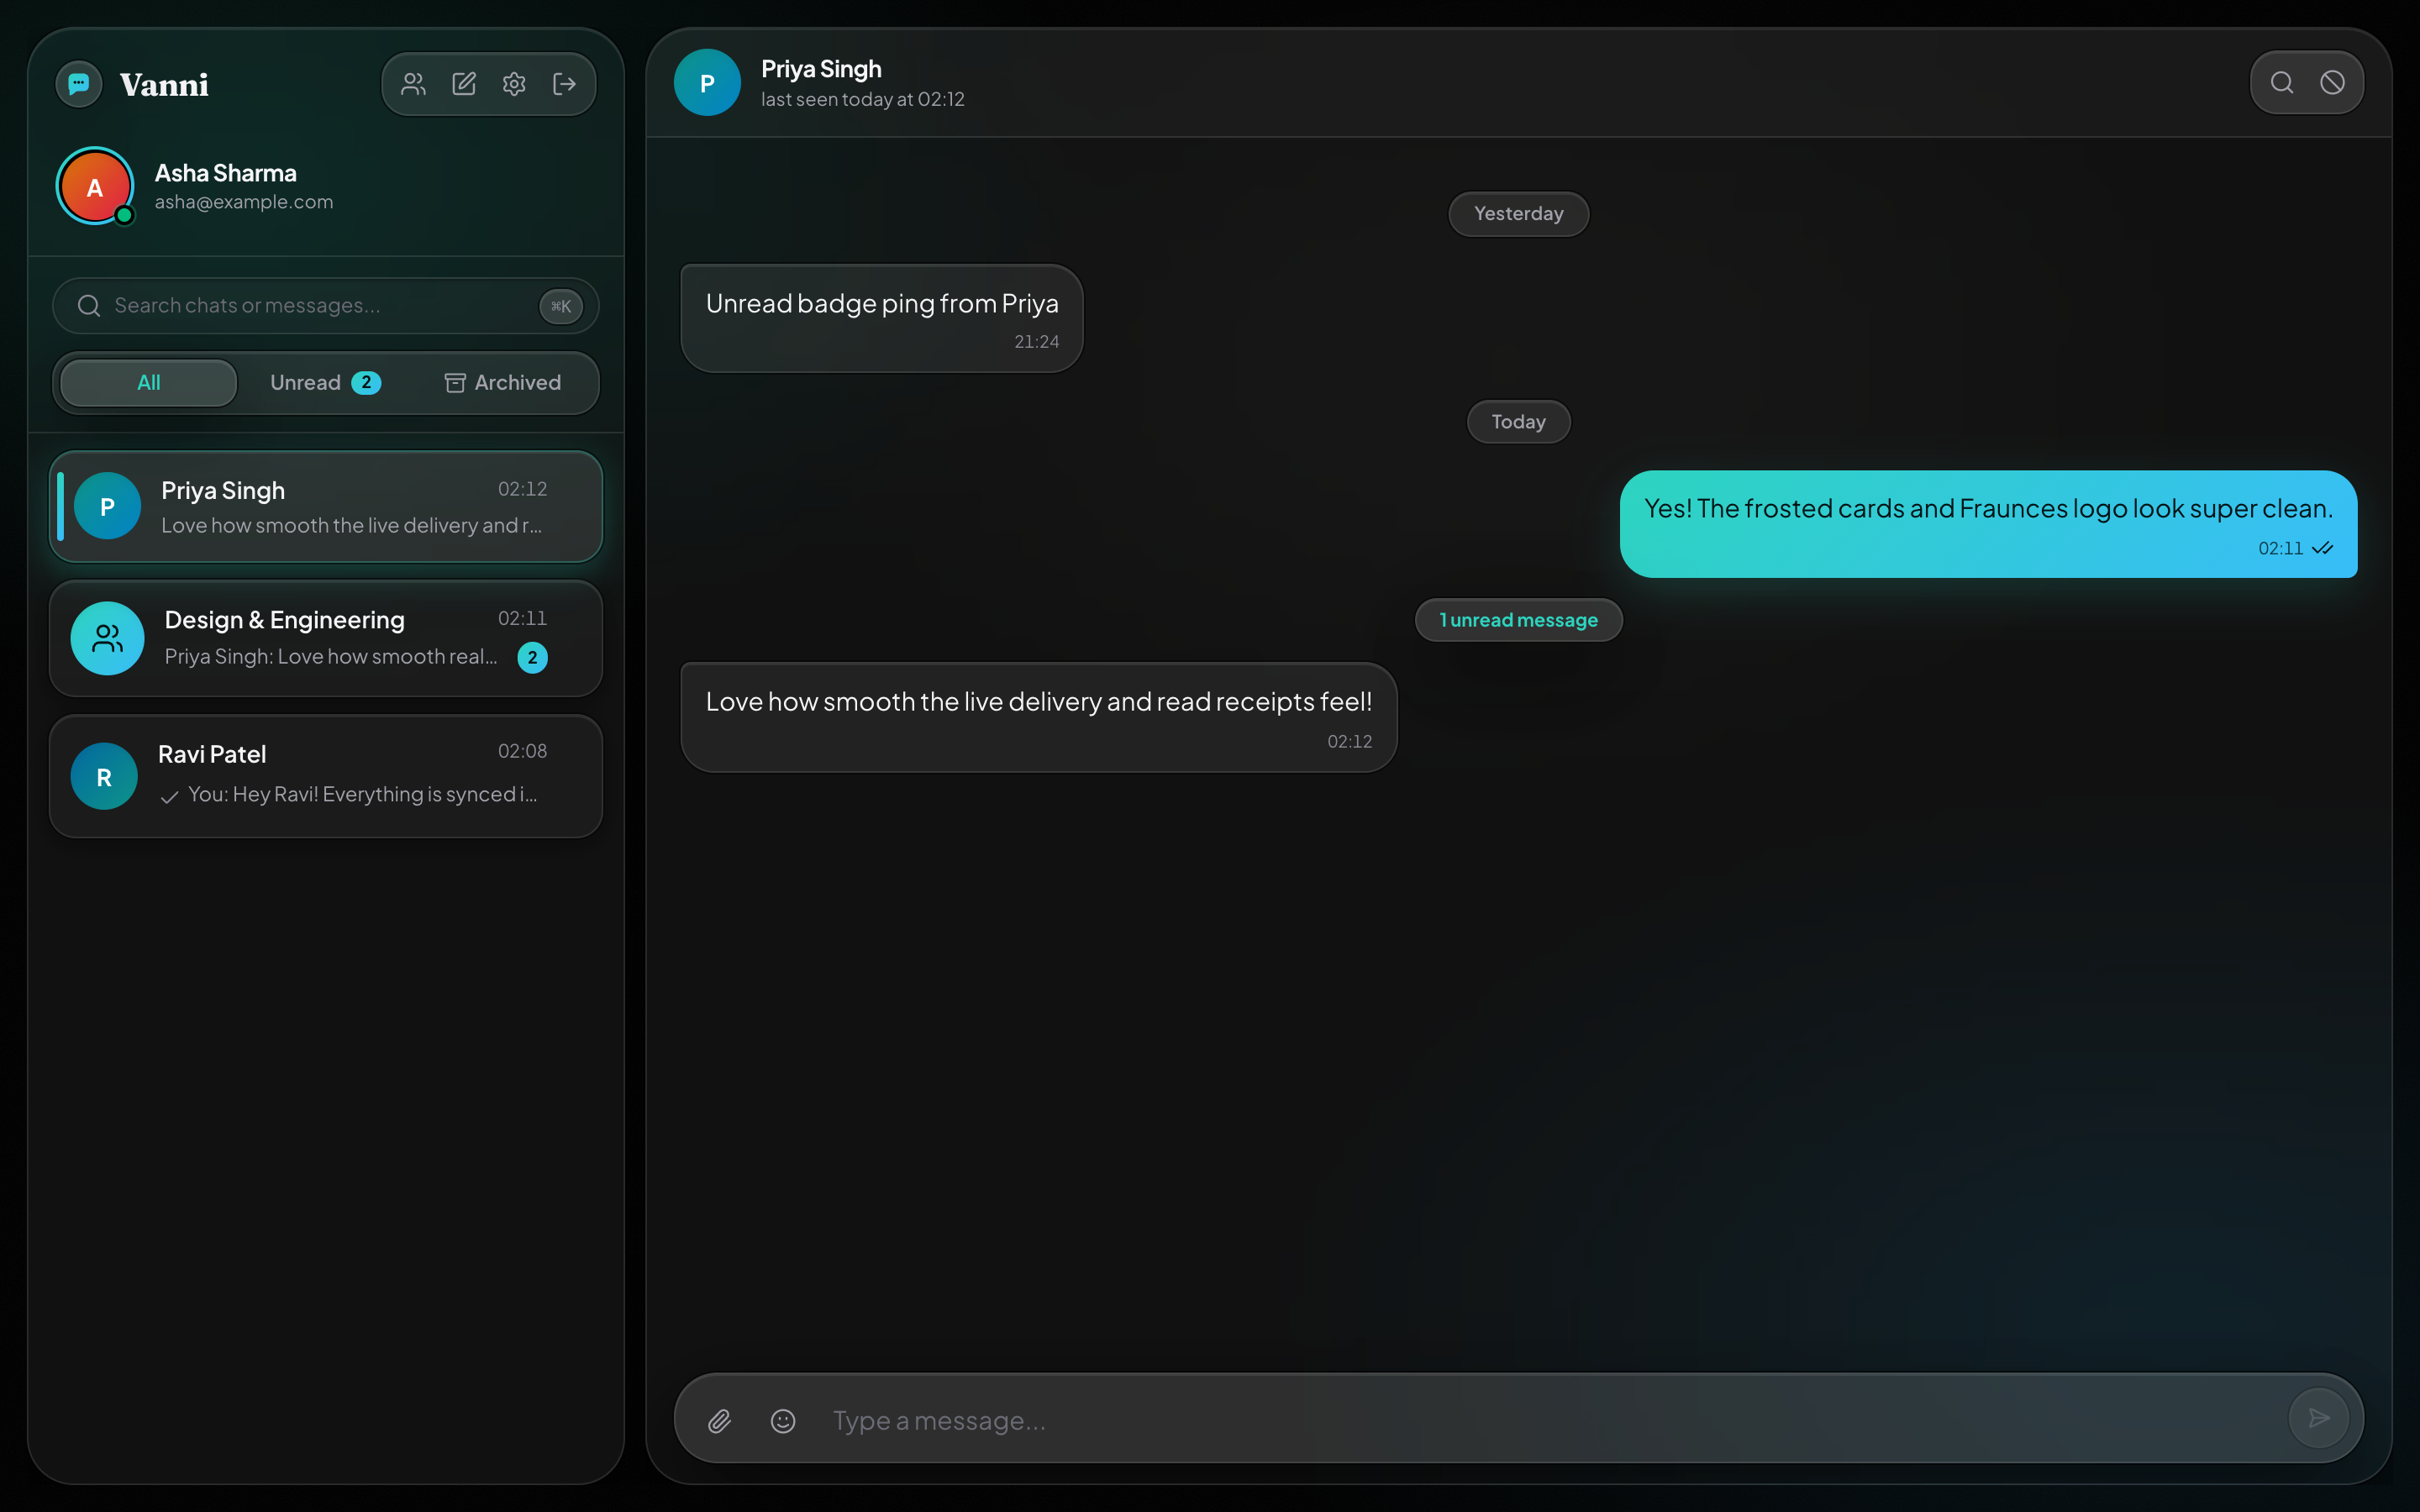 Vanni
A
Asha Sharma
asha@example.com
Search chats or messages...
⌘K
All
Unread 2
Archived
P
Priya Singh
02:12
Love how smooth the live delivery and r...
Design & Engineering
02:11
Priya Singh: Love how smooth real...
2
R
Ravi Patel
02:08
You: Hey Ravi! Everything is synced i...
P
Priya Singh
last seen today at 02:12
Yesterday
Unread badge ping from Priya
21:24
Today
Yes! The frosted cards and Fraunces logo look super clean.
02:11
1 unread message
Love how smooth the live delivery and read receipts feel!
02:12
Type a message...